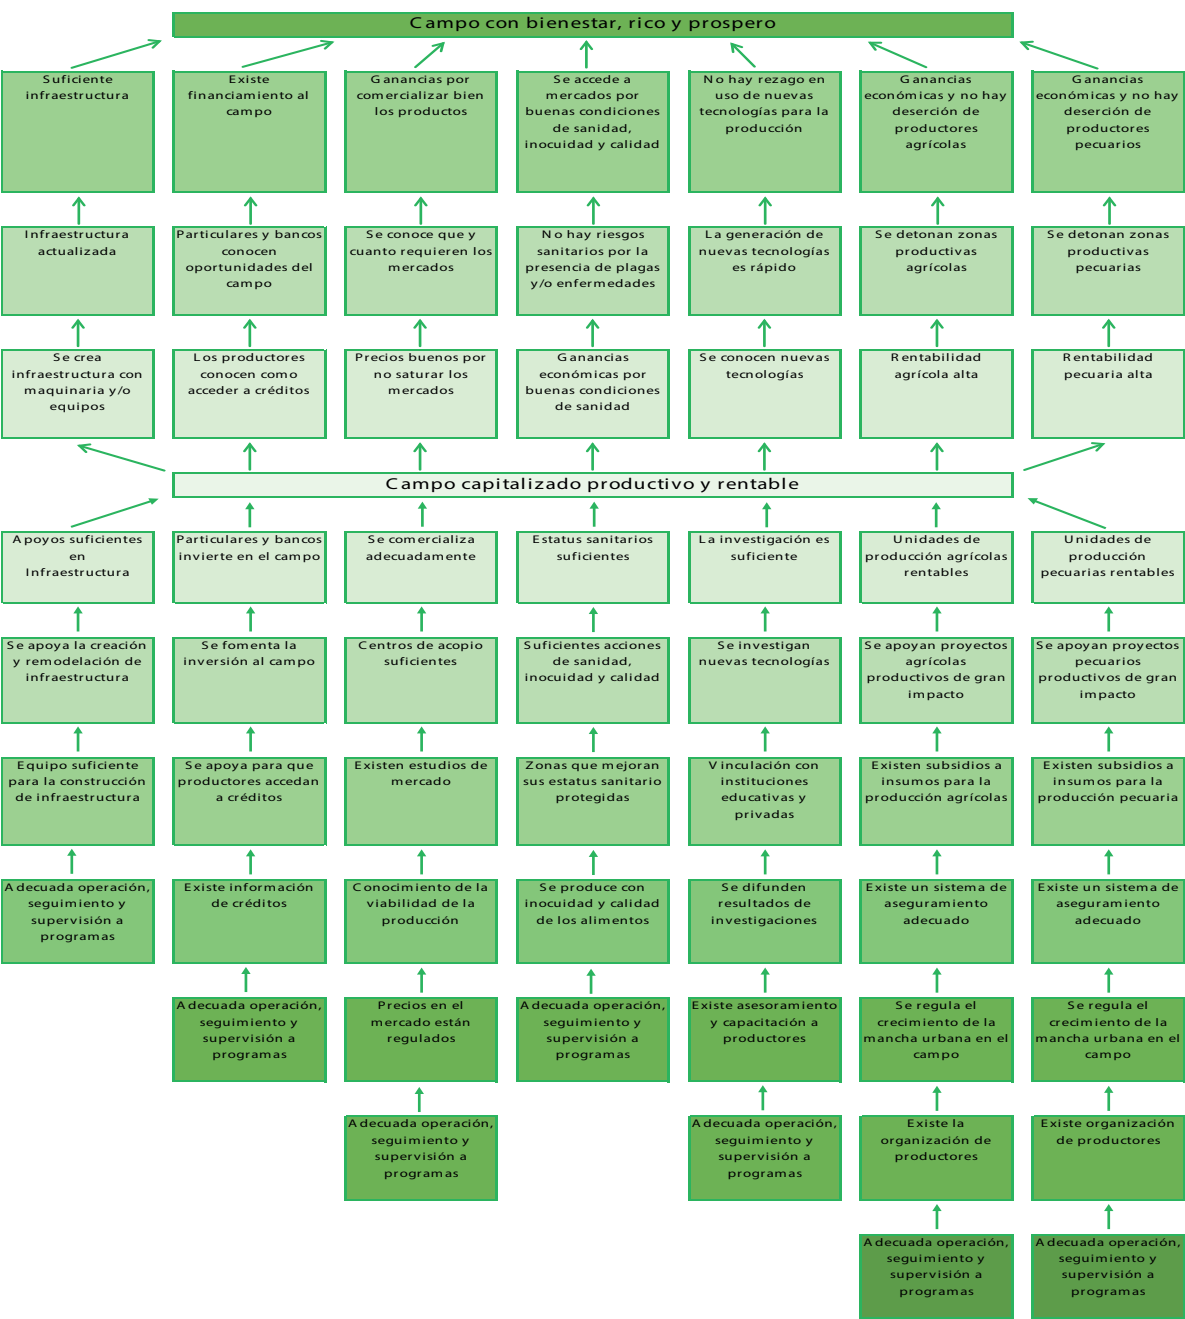 Campo con bienestar, rico y prospero
Suficiente
infraestructura
Existe
financiamiento al
campo
Ganancias por
comercializar bien
los productos
Se accede a
mercados por
buenas condiciones
de sanidad,
inocuidad y calidad
No hay rezago en
uso de nuevas
tecnologías para la
producción
Ganancias
económicas y no hay
deserción de
productores
agrícolas
Ganancias
económicas y no hay
deserción de
productores
pecuarios
Infraestructura
actualizada
Particulares y bancos
conocen
oportunidades del
campo
Se conoce que y
cuanto requieren los
mercados
No hay riesgos
sanitarios por la
presencia de plagas
y/o enfermedades
La generación de
nuevas tecnologías
es rápido
Se detonan zonas
productivas
agrícolas
Se detonan zonas
productivas
pecuarias
Se crea
infraestructura con
maquinaria y/o
equipos
Los productores
conocen como
acceder a créditos
Precios buenos por
no saturar los
mercados
Ganancias
económicas por
buenas condiciones
de sanidad
Se conocen nuevas
tecnologías
Rentabilidad
agrícola alta
Rentabilidad
pecuaria alta
Campo capitalizado productivo y rentable
Apoyos suficientes
en
Infraestructura
Particulares y bancos
invierte en el campo
Se comercializa
adecuadamente
Estatus sanitarios
suficientes
La investigación es
suficiente
Unidades de
producción agrícolas
rentables
Unidades de
producción
pecuarias rentables
Se apoya la creación
y remodelación de
infraestructura
Se fomenta la
inversión al campo
Centros de acopio
suficientes
Suficientes acciones
de sanidad,
inocuidad y calidad
Se investigan
nuevas tecnologías
Se apoyan proyectos
agrícolas
productivos de gran
impacto
Se apoyan proyectos
pecuarios
productivos de gran
impacto
Equipo suficiente
para la construcción
de infraestructura
Se apoya para que
productores accedan
a créditos
Existen estudios de
mercado
Zonas que mejoran
sus estatus sanitario
protegidas
Vinculación con
instituciones
educativas y
privadas
Existen subsidios a
insumos para la
producción agrícolas
Existen subsidios a
insumos para la
producción pecuaria
Adecuada operación,
seguimiento y
supervisión a
programas
Existe información
de créditos
Conocimiento de la
viabilidad de la
producción
Se produce con
inocuidad y calidad
de los alimentos
Se difunden
resultados de
investigaciones
Existe un sistema de
aseguramiento
adecuado
Existe un sistema de
aseguramiento
adecuado
Adecuada operación,
seguimiento y
supervisión a
programas
Precios en el
mercado están
regulados
Adecuada operación,
seguimiento y
supervisión a
programas
Existe asesoramiento
y capacitación a
productores
Se regula el
crecimiento de la
mancha urbana en el
campo
Se regula el
crecimiento de la
mancha urbana en el
campo
Adecuada operación,
seguimiento y
supervisión a
programas
Adecuada operación,
seguimiento y
supervisión a
programas
Existe la
organización de
productores
Existe organización
de productores
Adecuada operación,
seguimiento y
supervisión a
programas
Adecuada operación,
seguimiento y
supervisión a
programas